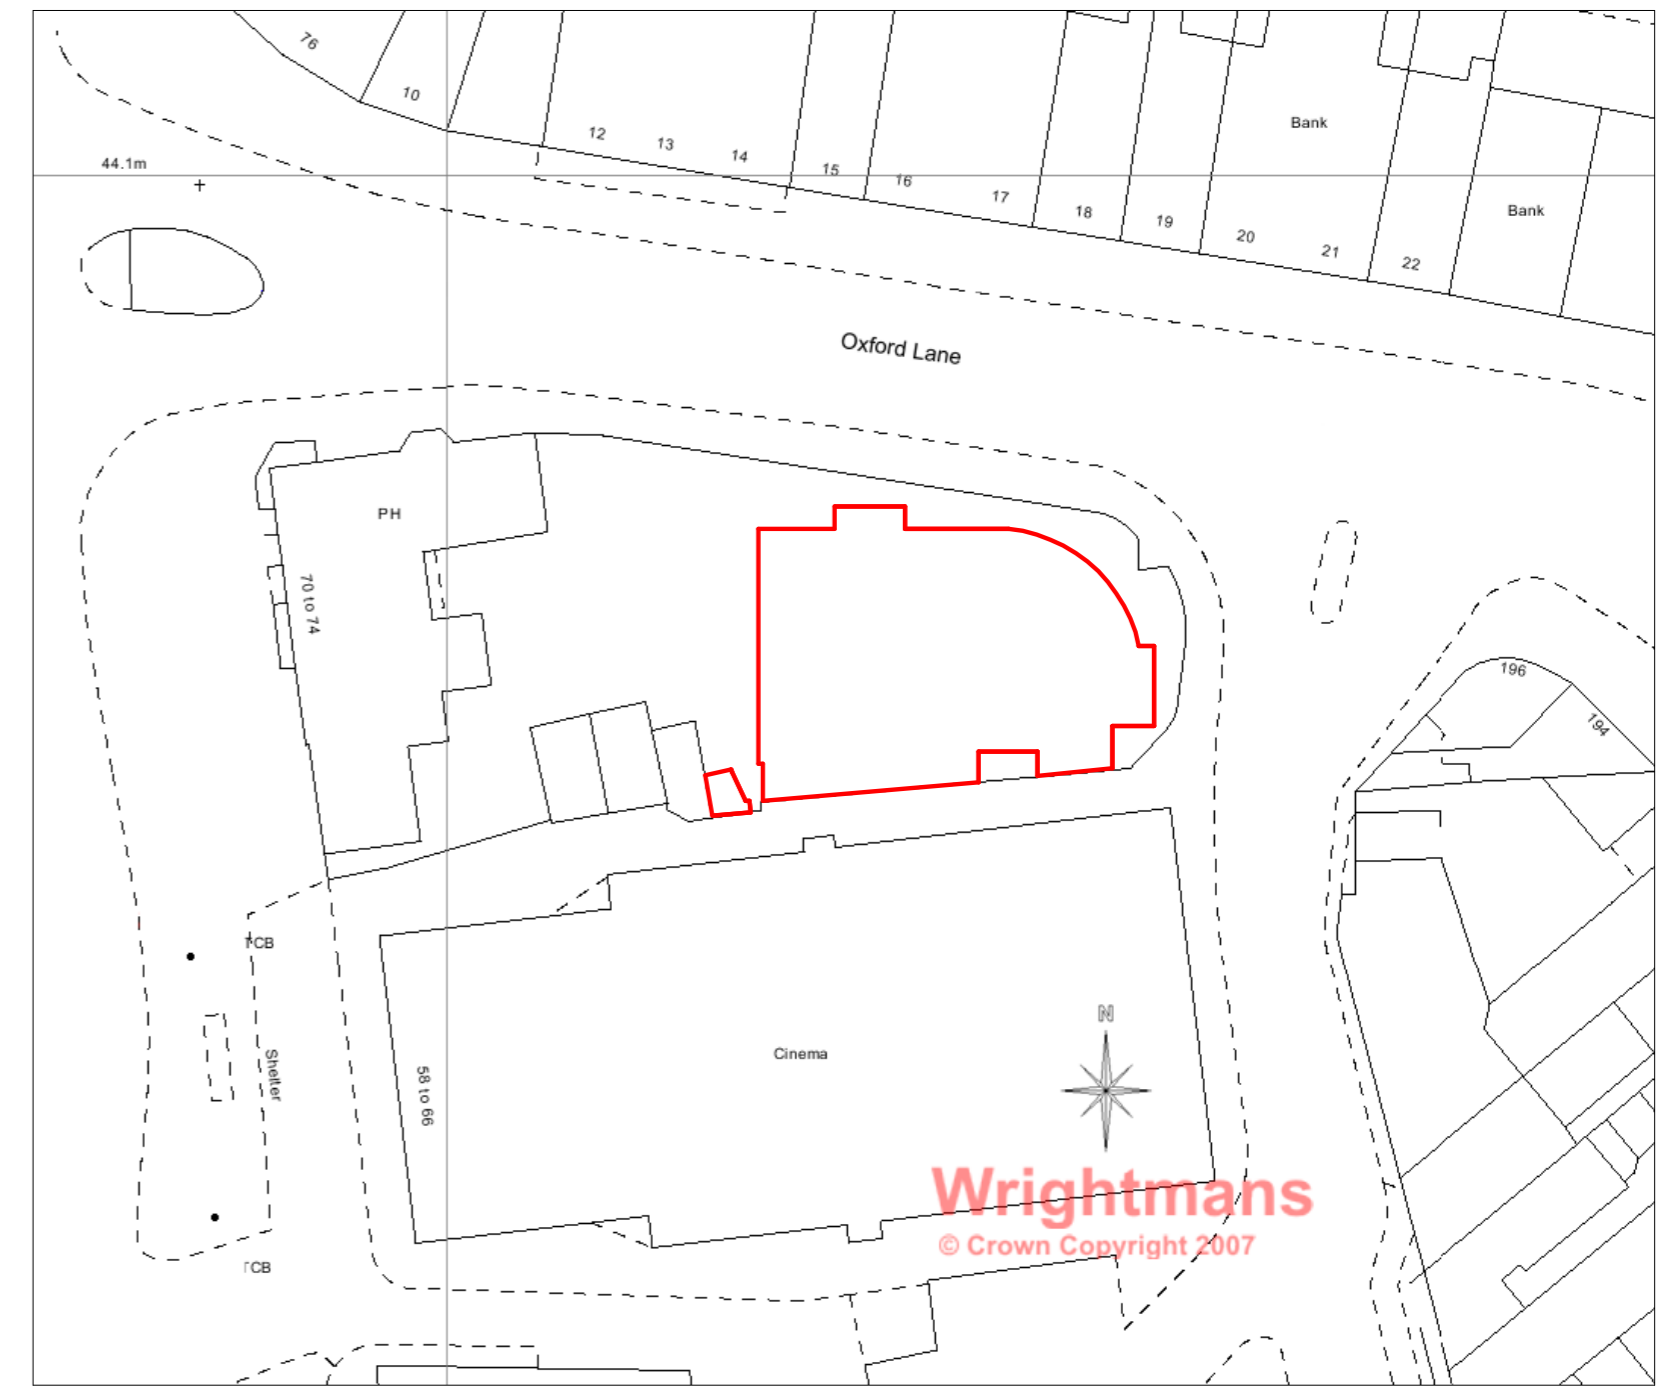 76
10
12
13
14
15
16
17
18
19
20
21
22
Bank
Bank
44.1m
Oxford Lane
PH
70 to 74
196
194
TCB
Shelter
58 to 66
Cinema
N
Wrightmans
© Crown Copyright 2007
TCB